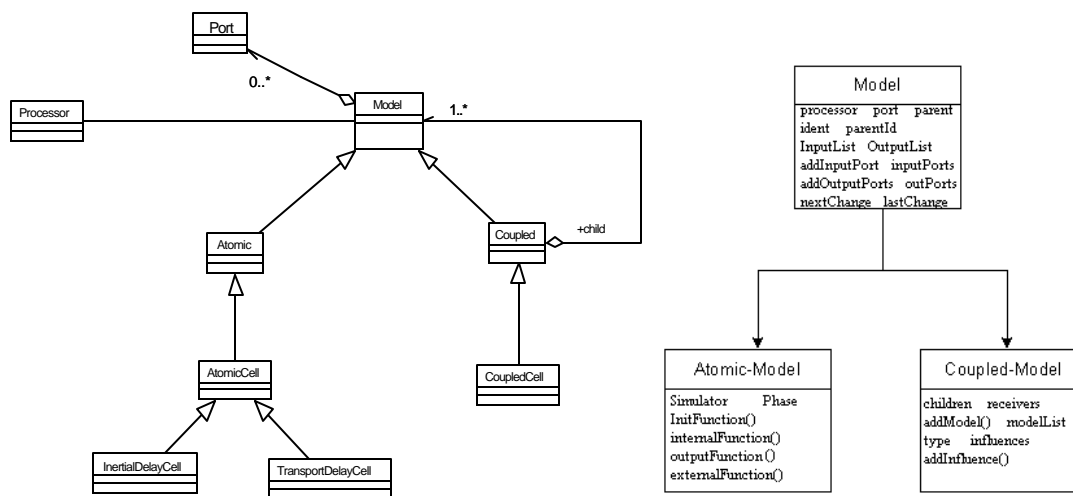 Port
0..*
Processor
Model
1..*
Atomic
Coupled
+child
AtomicCell
CoupledCell
InertialDelayCell
TransportDelayCell
Model
processor port parent
ident parentId
InputList OutputList
addInputPort inputPorts
addOutputPorts outPorts
nextChange lastChange
Atomic-Model
Simulator Phase
InitFunction()
internalFunction()
outputFunction()
externalFunction()
Coupled-Model
children receivers
addModel() modelList
type influences
addInfluence()